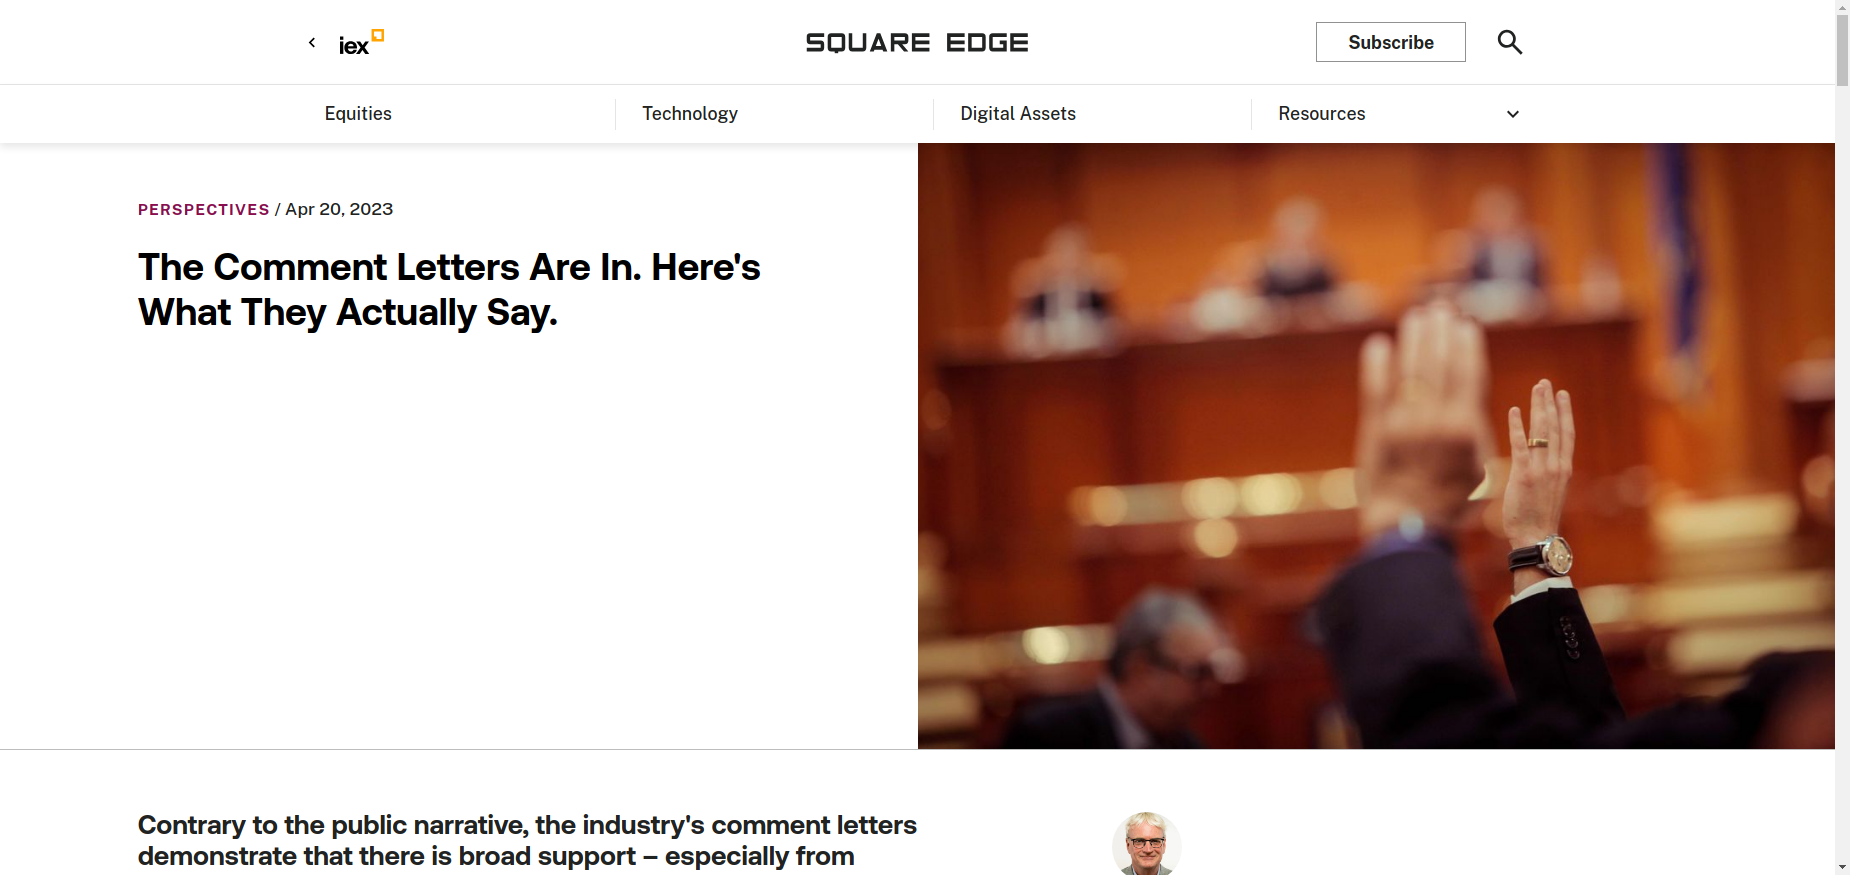 iex
SQUARE EDGE
Subscribe
Equities
Technology
Digital Assets
Resources
PERSPECTIVES / Apr 20, 2023
The Comment Letters Are In. Here's
What They Actually Say.
Contrary to the public narrative, the industry's comment letters
demonstrate that there is broad support – especially from